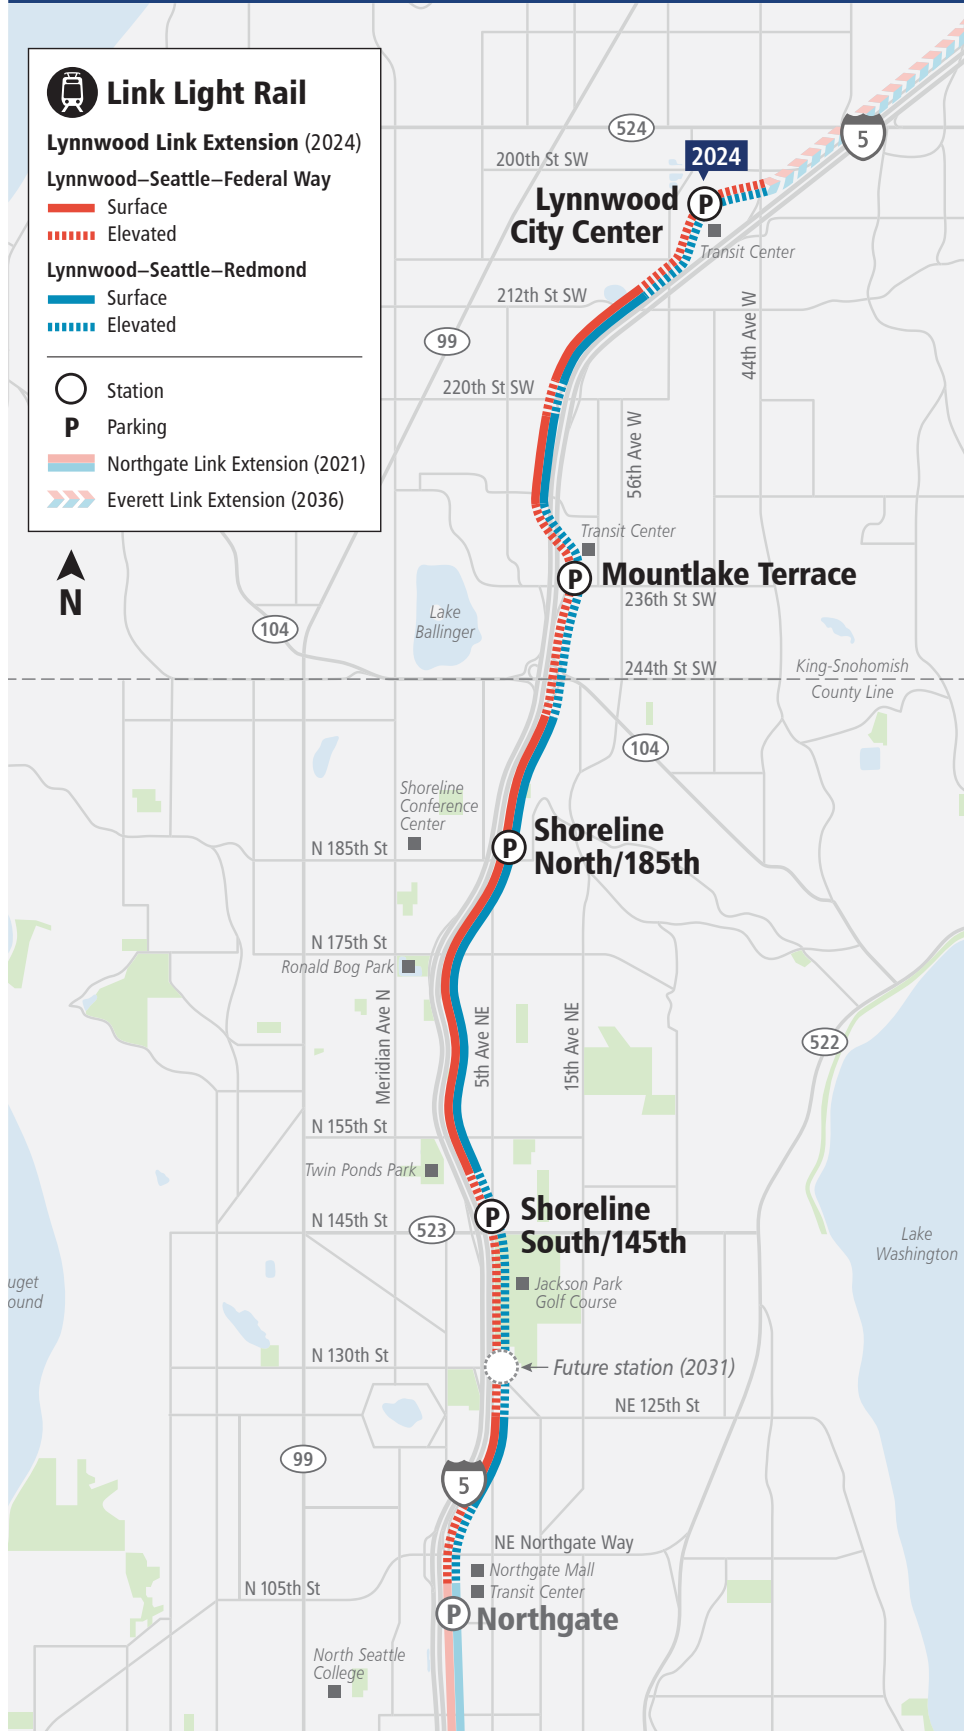 Link Light Rail
Lynnwood Link Extension (2024)
Lynnwood–Seattle–Federal Way
Surface
Elevated
Lynnwood–Seattle–Redmond
Surface
Elevated
Station
P Parking
Northgate Link Extension (2021)
Everett Link Extension (2036)
N
524
5
200th St SW
2024
Lynnwood
City Center
P
Transit Center
212th St SW
99
44th Ave W
220th St SW
56th Ave W
Transit Center
P
Mountlake Terrace
236th St SW
Lake
Ballinger
104
244th St SW
King-Snohomish
County Line
104
Shoreline
Conference
Center
N 185th St
P
Shoreline
North/185th
N 175th St
Ronald Bog Park
Meridian Ave N
5th Ave NE
15th Ave NE
522
N 155th St
Twin Ponds Park
N 145th St
523
P
Shoreline
South/145th
Lake
Washington
uget
ound
Jackson Park
Golf Course
N 130th St
Future station (2031)
NE 125th St
99
5
NE Northgate Way
Northgate Mall
Transit Center
N 105th St
P
Northgate
North Seattle
College